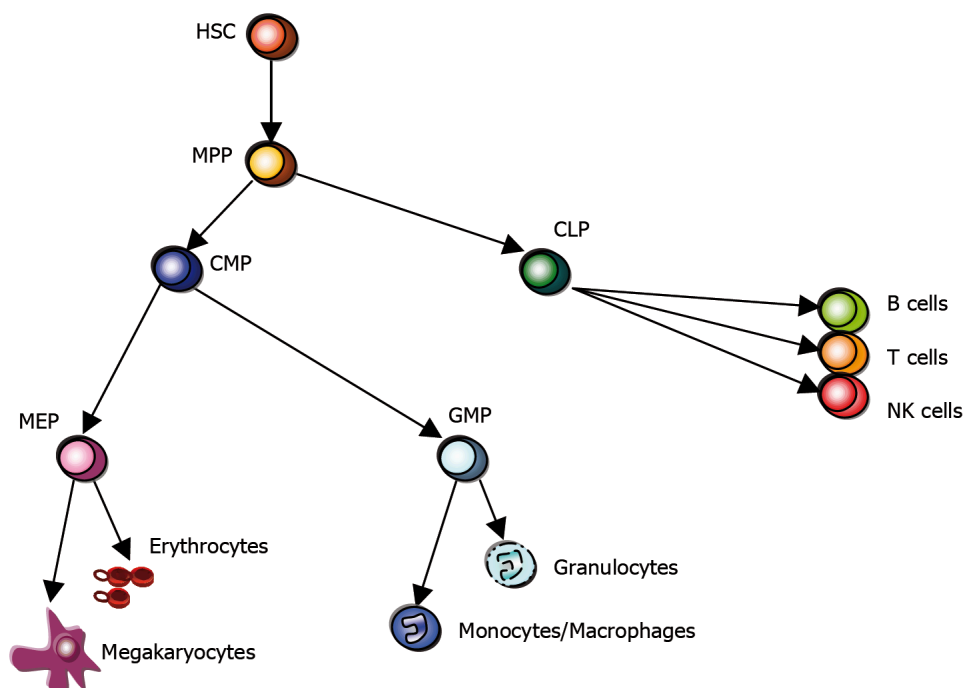 HSC
MPP
CLP
CMP
B cells
T cells
NK cells
MEP
GMP
Erythrocytes
Granulocytes
Monocytes/Macrophages
Megakaryocytes